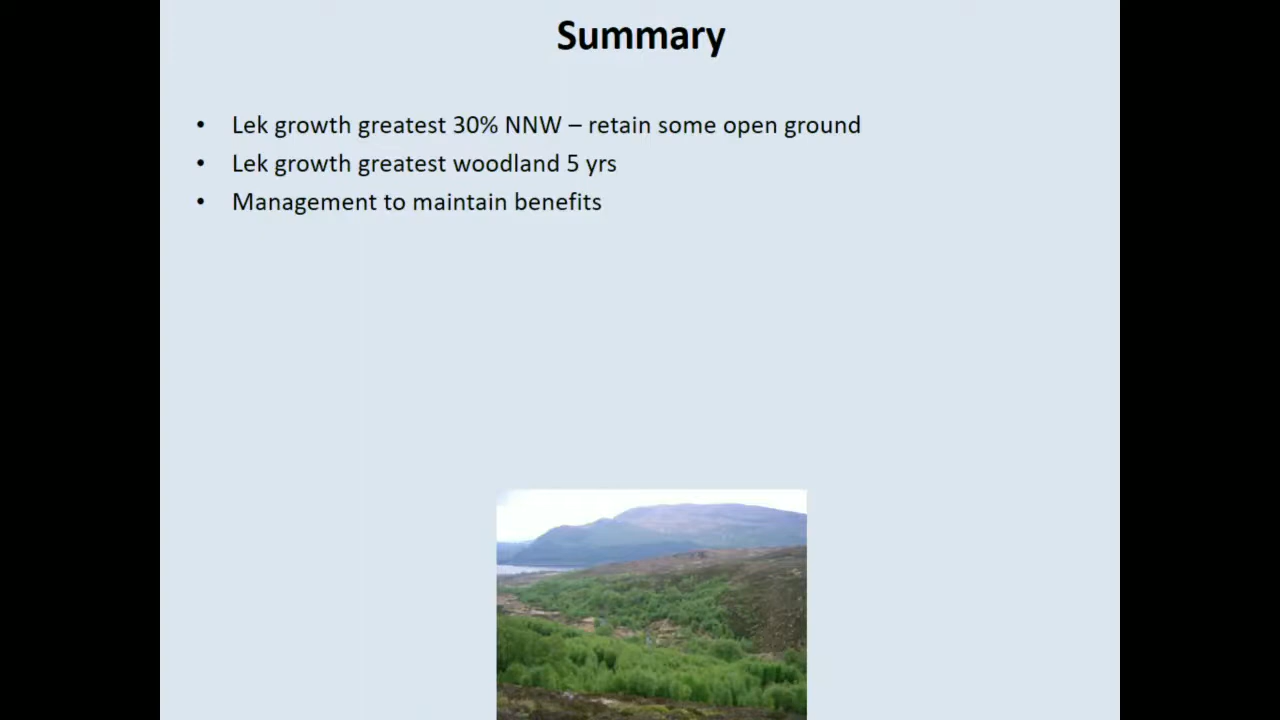 Summary
• Lek growth greatest 30% NNW – retain some open ground
• Lek growth greatest woodland 5 yrs
• Management to maintain benefits